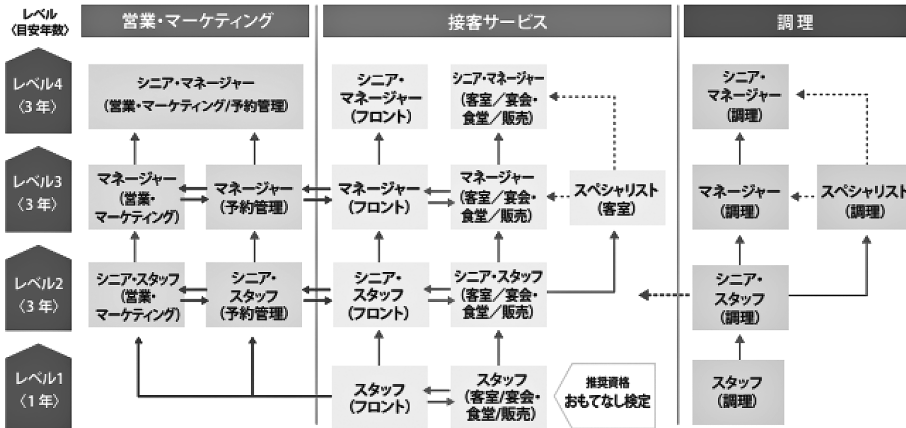 レベル
〈目安年数〉
営業・マーケティング
接客サービス
調理
レベル4
〈3年〉
シニア・マネージャー
(営業・マーケティング/予約管理)
シニア・
マネージャー
(フロント)
シニア・マネージャー
(客室／宴会・
食堂／販売)
シニア・
マネージャー
(調理)
レベル3
〈3年〉
マネージャー
(営業・
マーケティング)
マネージャー
(予約管理)
マネージャー
(フロント)
マネージャー
(客室／宴会・
食堂／販売)
スペシャリスト
(客室)
マネージャー
(調理)
スペシャリスト
(調理)
レベル2
〈3年〉
シニア・スタッフ
(営業・
マーケティング)
シニア・
スタッフ
(予約管理)
シニア・
スタッフ
(フロント)
シニア・スタッフ
(客室／宴会・
食堂／販売)
シニア・
スタッフ
(調理)
レベル1
〈1年〉
スタッフ
(フロント)
スタッフ
(客室/宴会・
食堂/販売)
推奨資格
おもてなし検定
スタッフ
(調理)